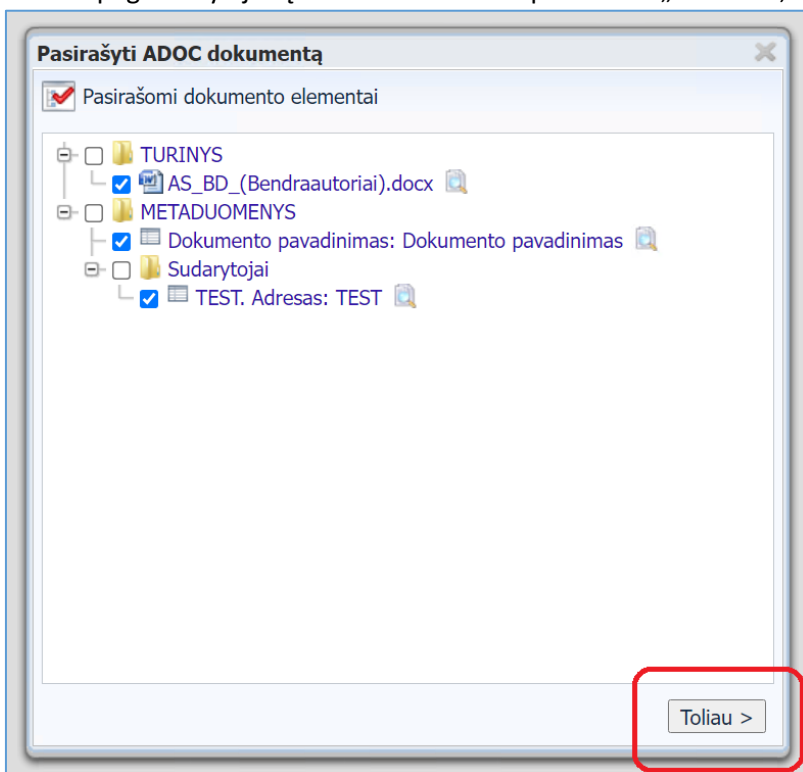 Pasirašyti ADOC dokumentą
Pasirašomi dokumento elementai
TURINYS
AS_BD_(Bendraautoriai).docx
METADUOMENYS
Dokumento pavadinimas: Dokumento pavadinimas
Sudarytojai
TEST. Adresas: TEST
Toliau >